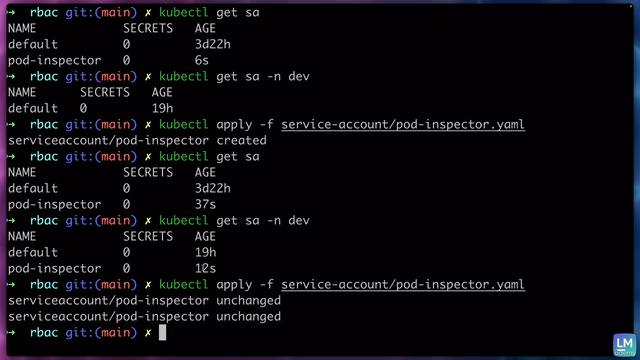 → rbac git:(main) ✗ kubectl get sa
NAME SECRETS AGE
default 0 3d22h
pod-inspector 0 6s
→ rbac git:(main) ✗ kubectl get sa -n dev
NAME SECRETS AGE
default 0 19h
→ rbac git:(main) ✗ kubectl apply -f service-account/pod-inspector.yaml
serviceaccount/pod-inspector created
→ rbac git:(main) ✗ kubectl get sa
NAME SECRETS AGE
default 0 3d22h
pod-inspector 0 37s
→ rbac git:(main) ✗ kubectl get sa -n dev
NAME SECRETS AGE
default 0 19h
pod-inspector 0 12s
→ rbac git:(main) ✗ kubectl apply -f service-account/pod-inspector.yaml
serviceaccount/pod-inspector unchanged
serviceaccount/pod-inspector unchanged
→ rbac git:(main) ✗
LM